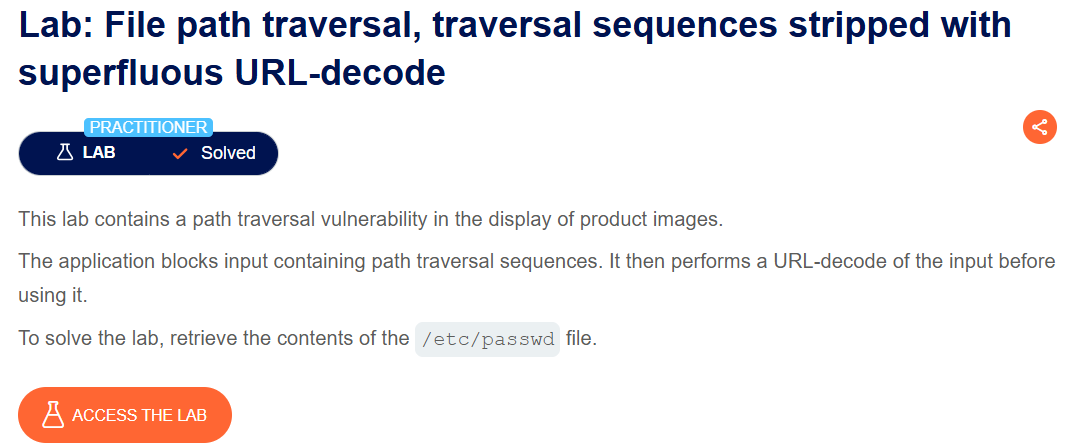 Lab: File path traversal, traversal sequences stripped with
superfluous URL-decode
PRACTITIONER
LAB
Solved
This lab contains a path traversal vulnerability in the display of product images.
The application blocks input containing path traversal sequences. It then performs a URL-decode of the input before
using it.
To solve the lab, retrieve the contents of the /etc/passwd file.
ACCESS THE LAB